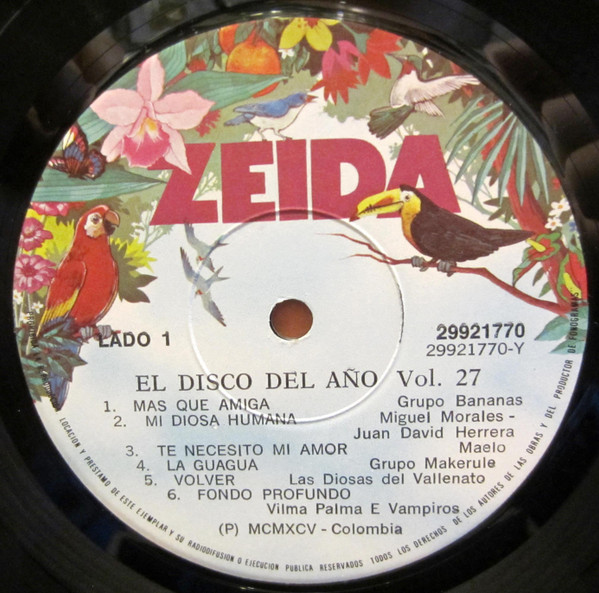 ZEIDA
LADO 1
29921770
29921770-Y
EL DISCO DEL AÑO Vol. 27
1. MAS QUE AMIGA Grupo Bananas
2. MI DIOSA HUMANA Miguel Morales -
Juan David Herrera
3. TE NECESITO MI AMOR Maelo
4. LA GUAGUA Grupo Makerule
5. VOLVER Las Diosas del Vallenato
6. FONDO PROFUNDO
Vilma Palma E Vampiros
(P) MCMXCV - Colombia
LOCACION Y PRESTAMO DE ESTE EJEMPLAR Y SU RADIODIFUSION O EJECUCION PUBLICA RESERVADOS TODOS LOS DERECHOS DE LOS AUTORES DE LAS OBRAS Y DEL PRODUCTOR DE FONOGRAMAS